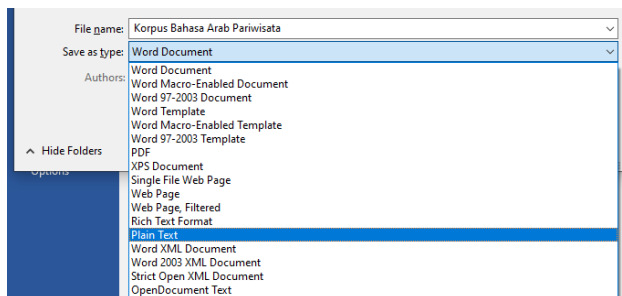 File name: Korpus Bahasa Arab Pariwisata
Save as type: Word Document
Authors:
Word Document
Word Macro-Enabled Document
Word 97-2003 Document
Word Template
Word Macro-Enabled Template
Word 97-2003 Template
PDF
XPS Document
Single File Web Page
Web Page
Web Page, Filtered
Rich Text Format
Plain Text
Word XML Document
Word 2003 XML Document
Strict Open XML Document
OpenDocument Text
Hide Folders
Options